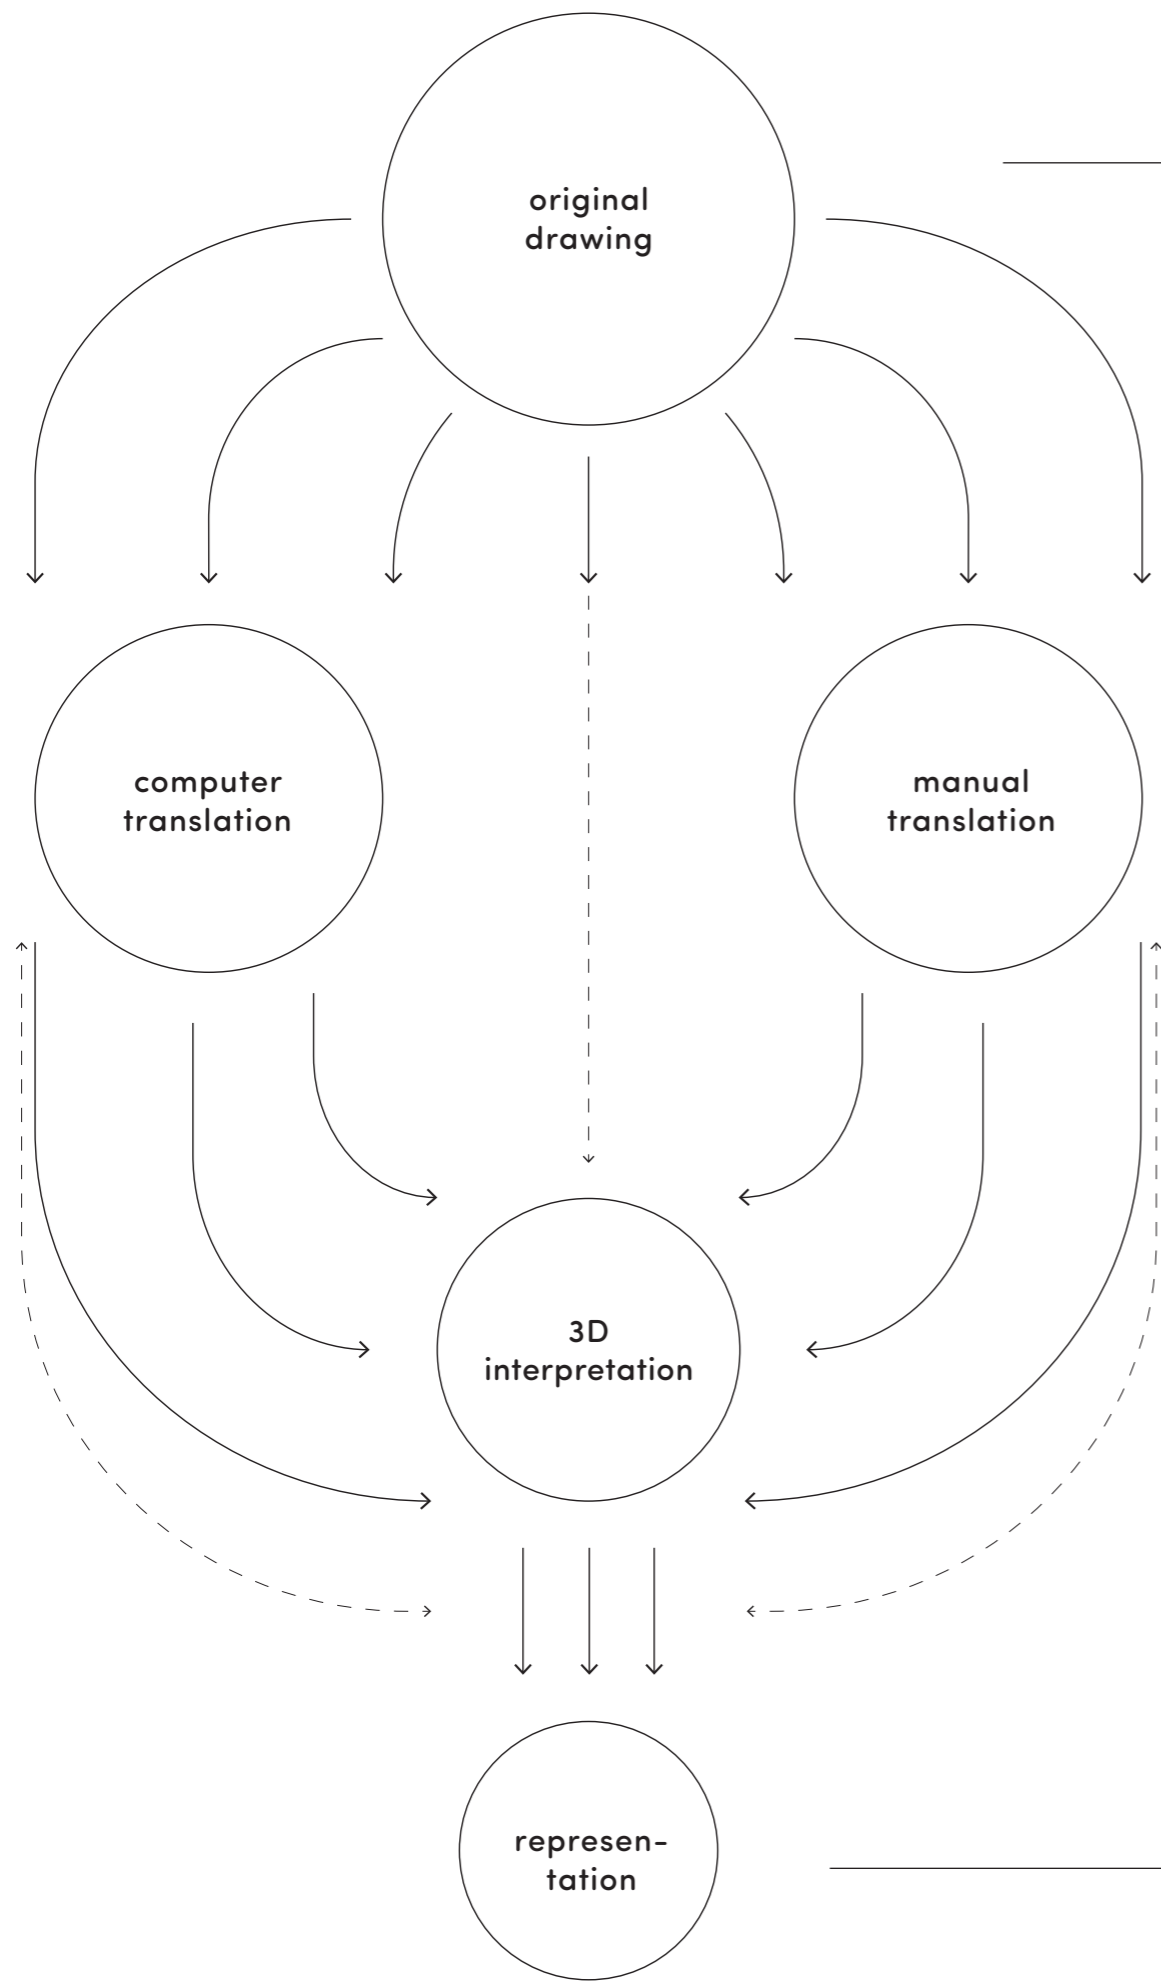 original
drawing
computer
translation
manual
translation
3D
interpretation
represen-
tation